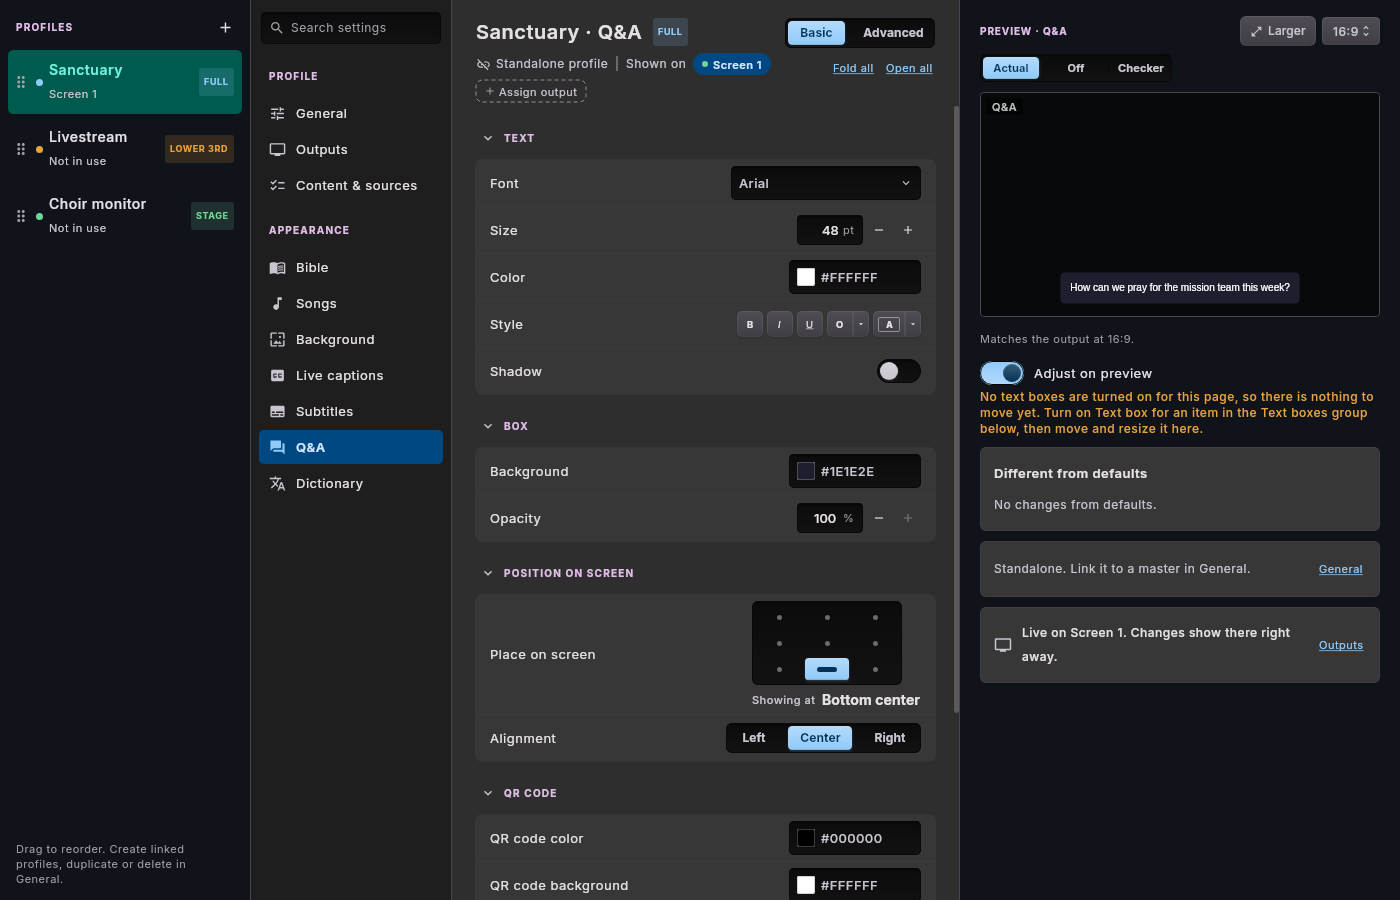 PROFILES
Sanctuary
Screen 1
FULL
Livestream
Not in use
LOWER 3RD
Choir monitor
Not in use
STAGE
Drag to reorder. Create linked
profiles, duplicate or delete in
General.
Search settings
PROFILE
General
Outputs
Content & sources
APPEARANCE
Bible
Songs
Background
Live captions
Subtitles
Q&A
Dictionary
Sanctuary · Q&A FULL
Basic Advanced
Standalone profile | Shown on Screen 1
Fold all Open all
+ Assign output
TEXT
Font Arial
Size 48 pt − +
Color #FFFFFF
Style B I U O A
Shadow
BOX
Background #1E1E2E
Opacity 100 % − +
POSITION ON SCREEN
Place on screen
Showing at Bottom center
Alignment Left Center Right
QR CODE
QR code color #000000
QR code background #FFFFFF
PREVIEW · Q&A
Larger 16:9
Actual Off Checker
Q&A
How can we pray for the mission team this week?
Matches the output at 16:9.
Adjust on preview
No text boxes are turned on for this page, so there is nothing to
move yet. Turn on Text box for an item in the Text boxes group
below, then move and resize it here.
Different from defaults
No changes from defaults.
Standalone. Link it to a master in General. General
Live on Screen 1. Changes show there right
away.
Outputs